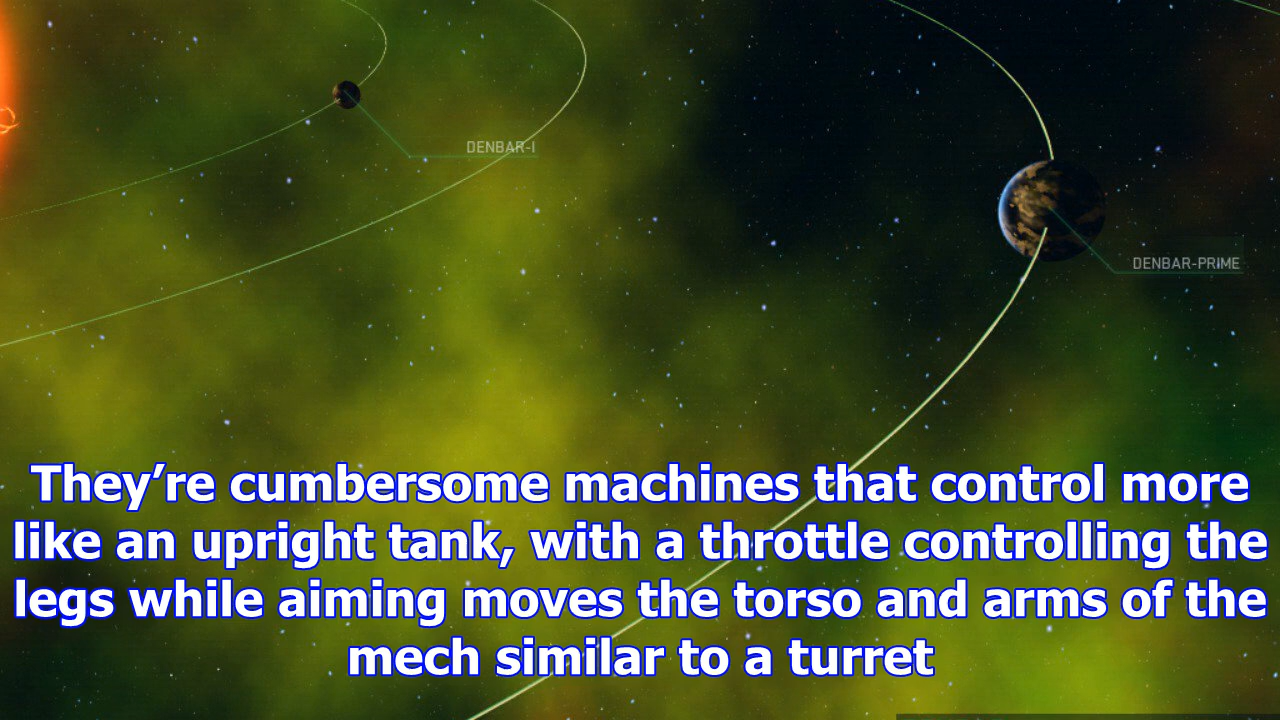 DENBAR-I
DENBAR-PRIME
They’re cumbersome machines that control more
like an upright tank, with a throttle controlling the
legs while aiming moves the torso and arms of the
mech similar to a turret